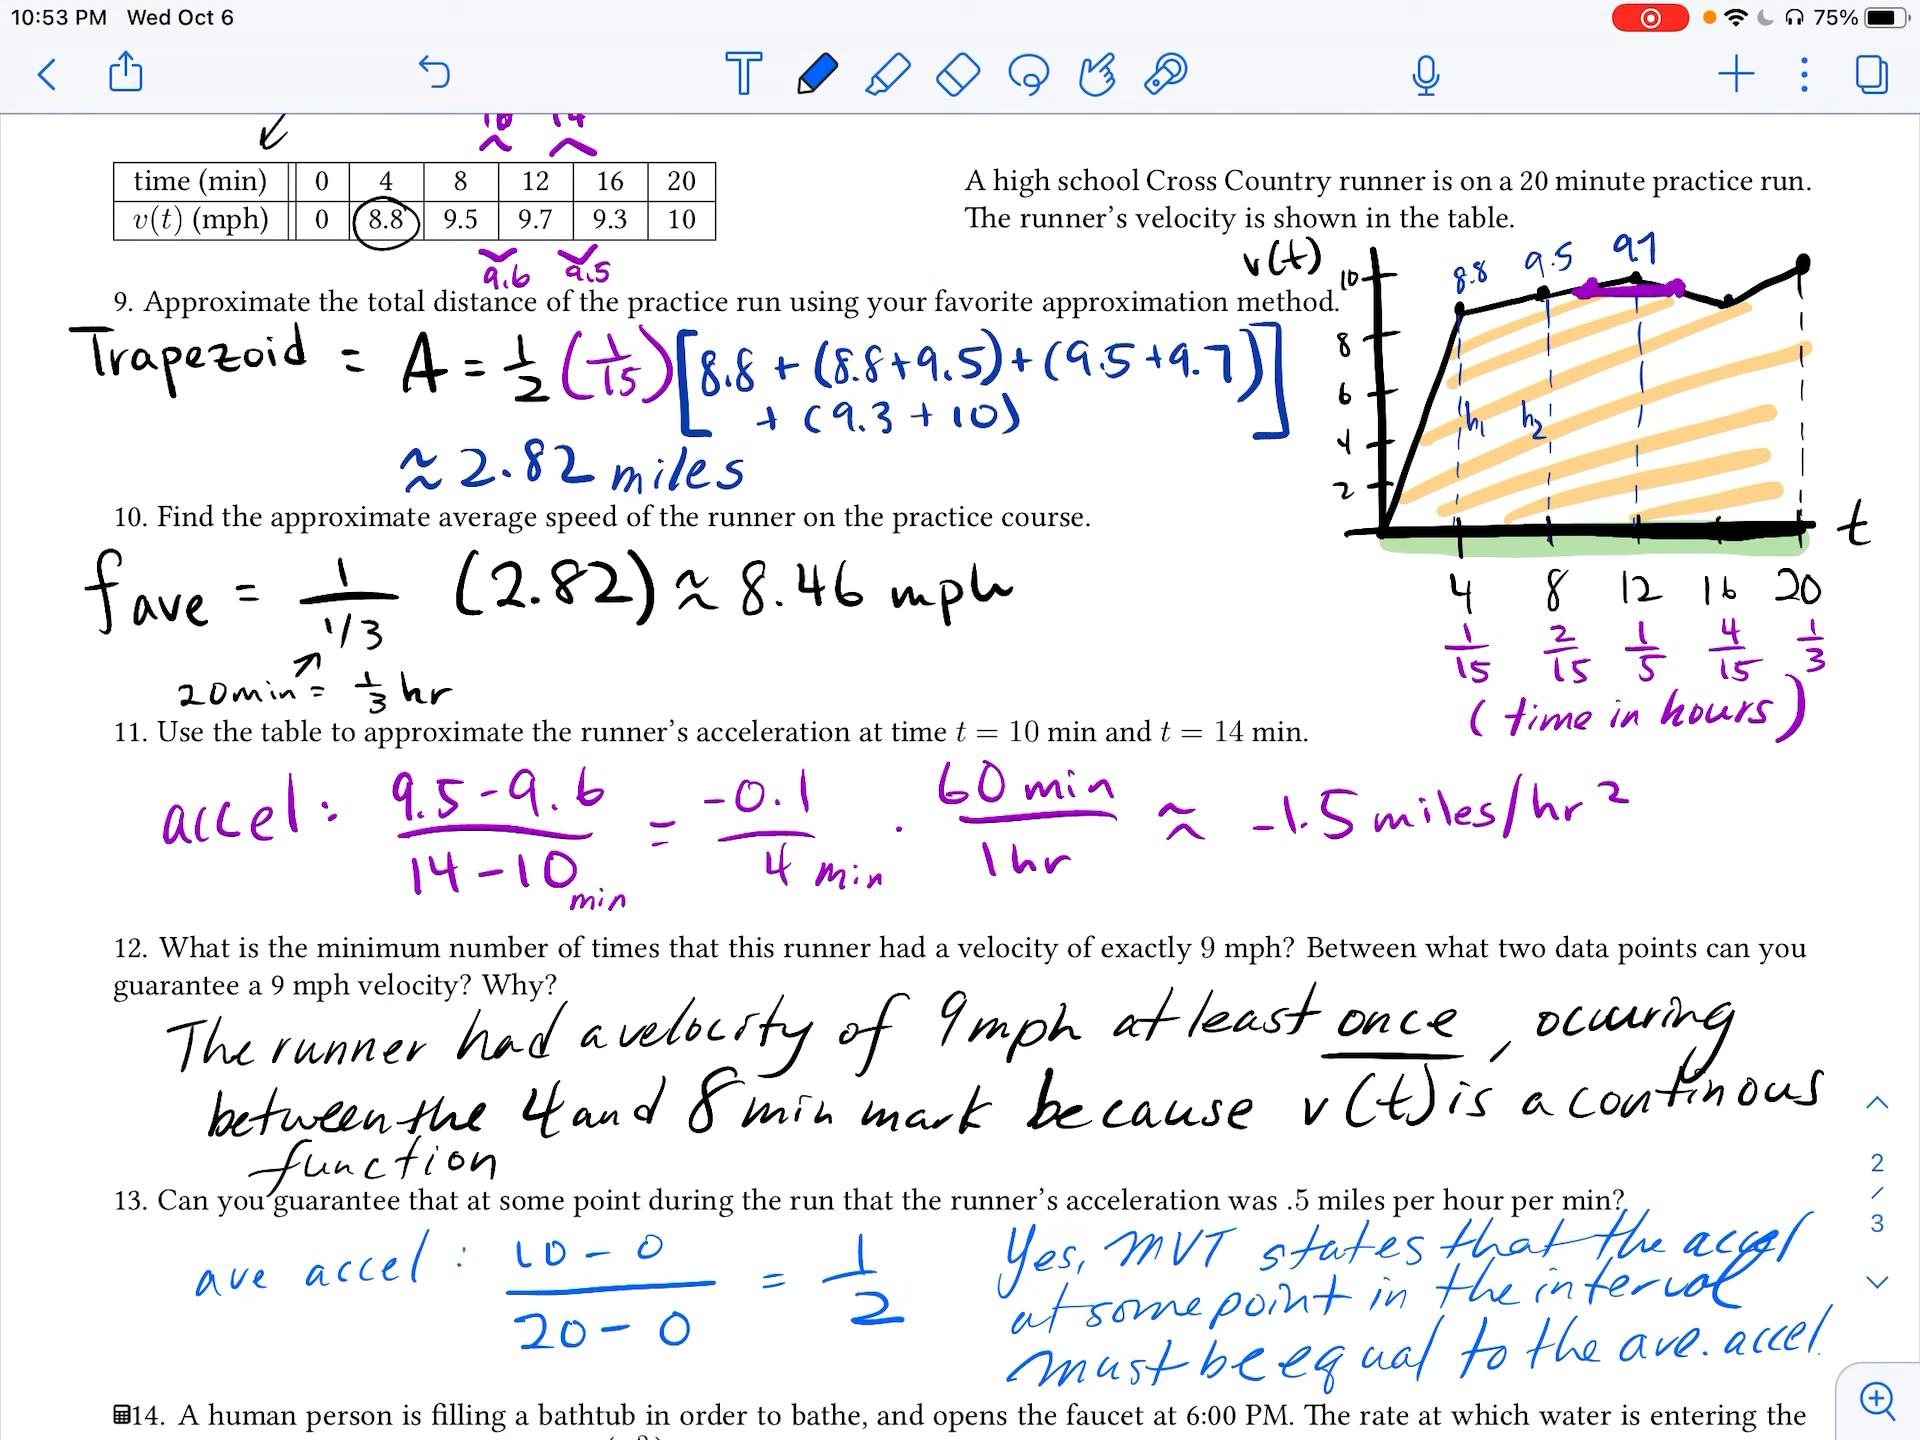 10:53 PM Wed Oct 6
75%
10 14
time (min) 0 4 8 12 16 20
v(t) (mph) 0 8.8 9.5 9.7 9.3 10
9.6 9.5
A high school Cross Country runner is on a 20 minute practice run.
The runner's velocity is shown in the table.
v(t)
8.8 9.5 9.7
10
8
6
4
2
h₁ h₂
t
4 8 12 16 20
1/15 2/15 1/5 4/15 1/3
(time in hours)
9. Approximate the total distance of the practice run using your favorite approximation method.
Trapezoid = A = 1/2 (1/15) [8.8 + (8.8+9.5) + (9.5+9.7)
+ (9.3 + 10)]
≈ 2.82 miles
10. Find the approximate average speed of the runner on the practice course.
fave = 1/(1/3) (2.82) ≈ 8.46 mph
20min = 1/3 hr
11. Use the table to approximate the runner's acceleration at time t = 10 min and t = 14 min.
accel: (9.5-9.6)/(14-10 min) = -0.1/(4 min) · 60 min/1hr ≈ -1.5 miles/hr²
12. What is the minimum number of times that this runner had a velocity of exactly 9 mph? Between what two data points can you
guarantee a 9 mph velocity? Why?
The runner had a velocity of 9mph at least once, occuring
between the 4 and 8 min mark because v(t) is a continous
function
13. Can you guarantee that at some point during the run that the runner's acceleration was .5 miles per hour per min?
ave accel: (10-0)/(20-0) = 1/2
Yes, MVT states that the accel
at some point in the interval
must be equal to the ave. accel.
2
/
3
14. A human person is filling a bathtub in order to bathe, and opens the faucet at 6:00 PM. The rate at which water is entering the